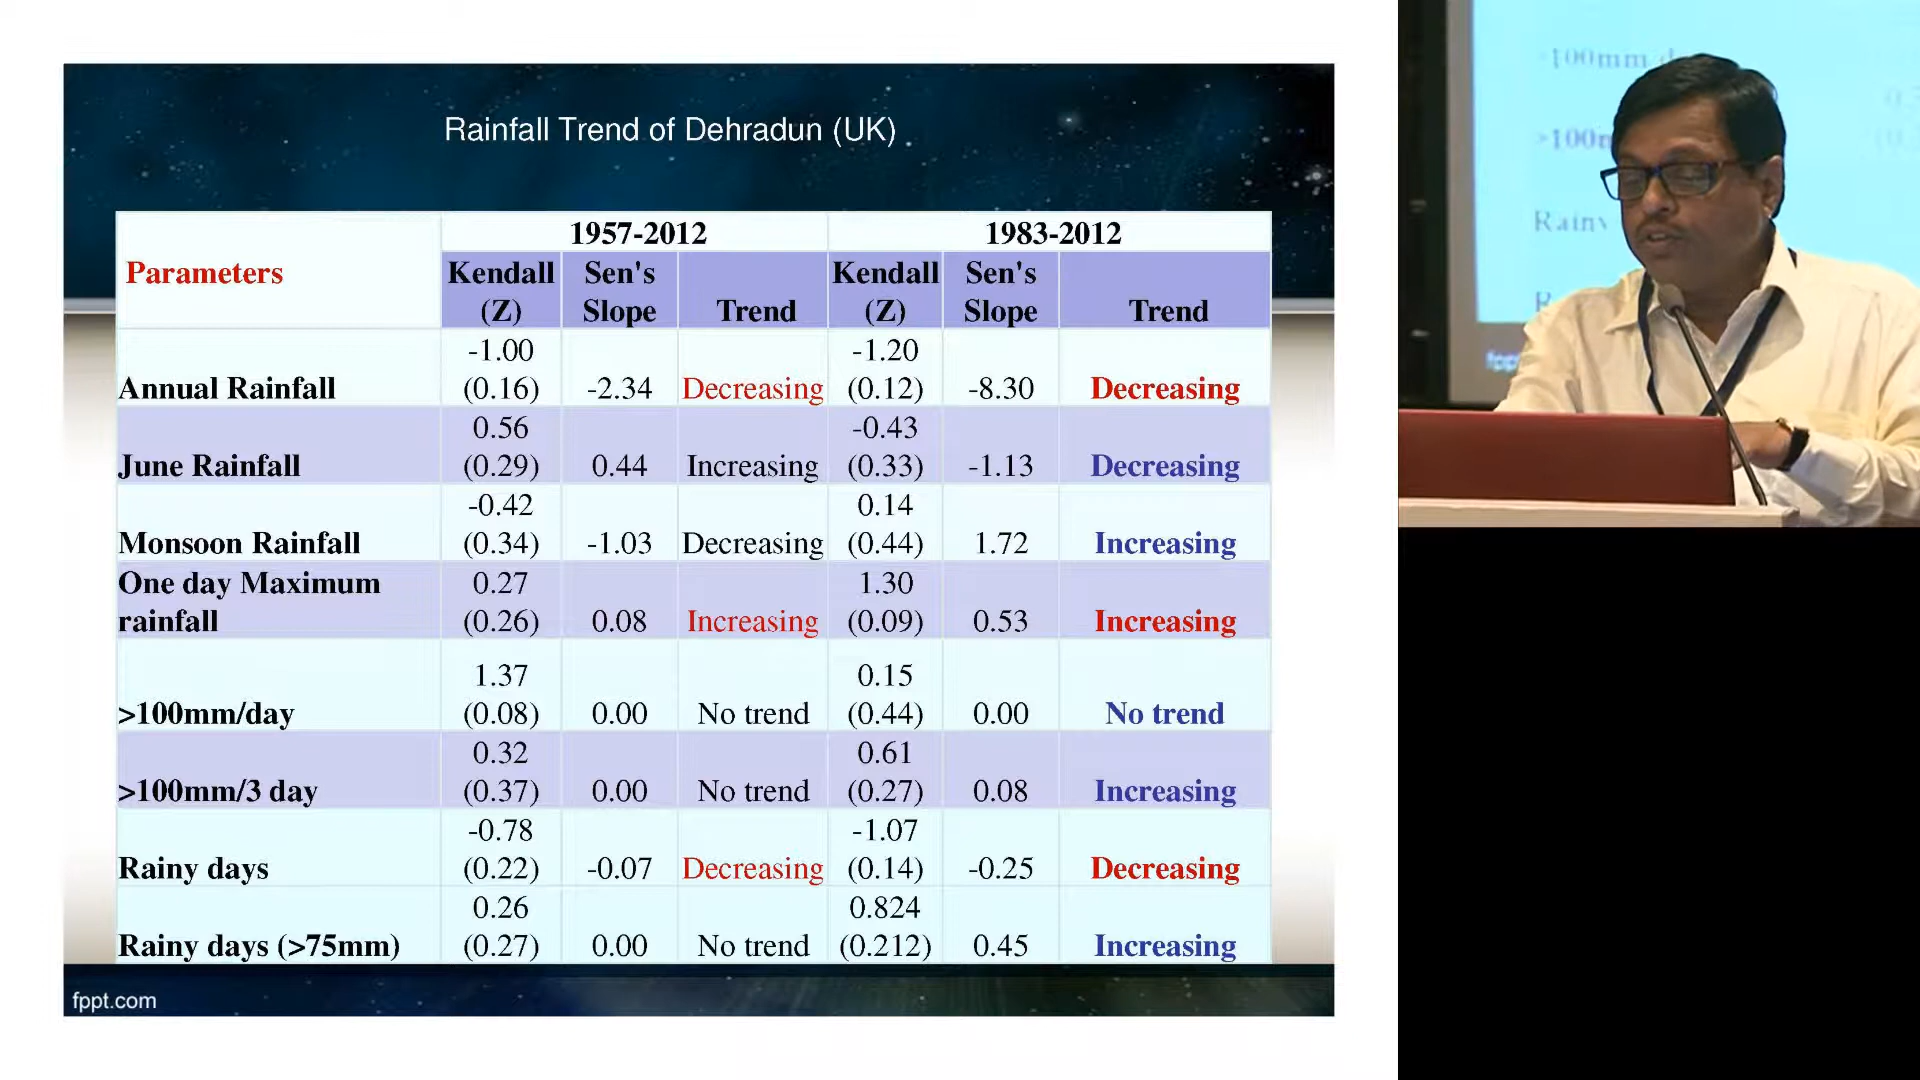 Rainfall Trend of Dehradun (UK)
Parameters 1957-2012 1983-2012
Kendall (Z) Sen's Slope Trend Kendall (Z) Sen's Slope Trend
Annual Rainfall -1.00 (0.16) -2.34 Decreasing -1.20 (0.12) -8.30 Decreasing
June Rainfall 0.56 (0.29) 0.44 Increasing -0.43 (0.33) -1.13 Decreasing
Monsoon Rainfall -0.42 (0.34) -1.03 Decreasing 0.14 (0.44) 1.72 Increasing
One day Maximum rainfall 0.27 (0.26) 0.08 Increasing 1.30 (0.09) 0.53 Increasing
>100mm/day 1.37 (0.08) 0.00 No trend 0.15 (0.44) 0.00 No trend
>100mm/3 day 0.32 (0.37) 0.00 No trend 0.61 (0.27) 0.08 Increasing
Rainy days -0.78 (0.22) -0.07 Decreasing -1.07 (0.14) -0.25 Decreasing
Rainy days (>75mm) 0.26 (0.27) 0.00 No trend 0.824 (0.212) 0.45 Increasing
fppt.com